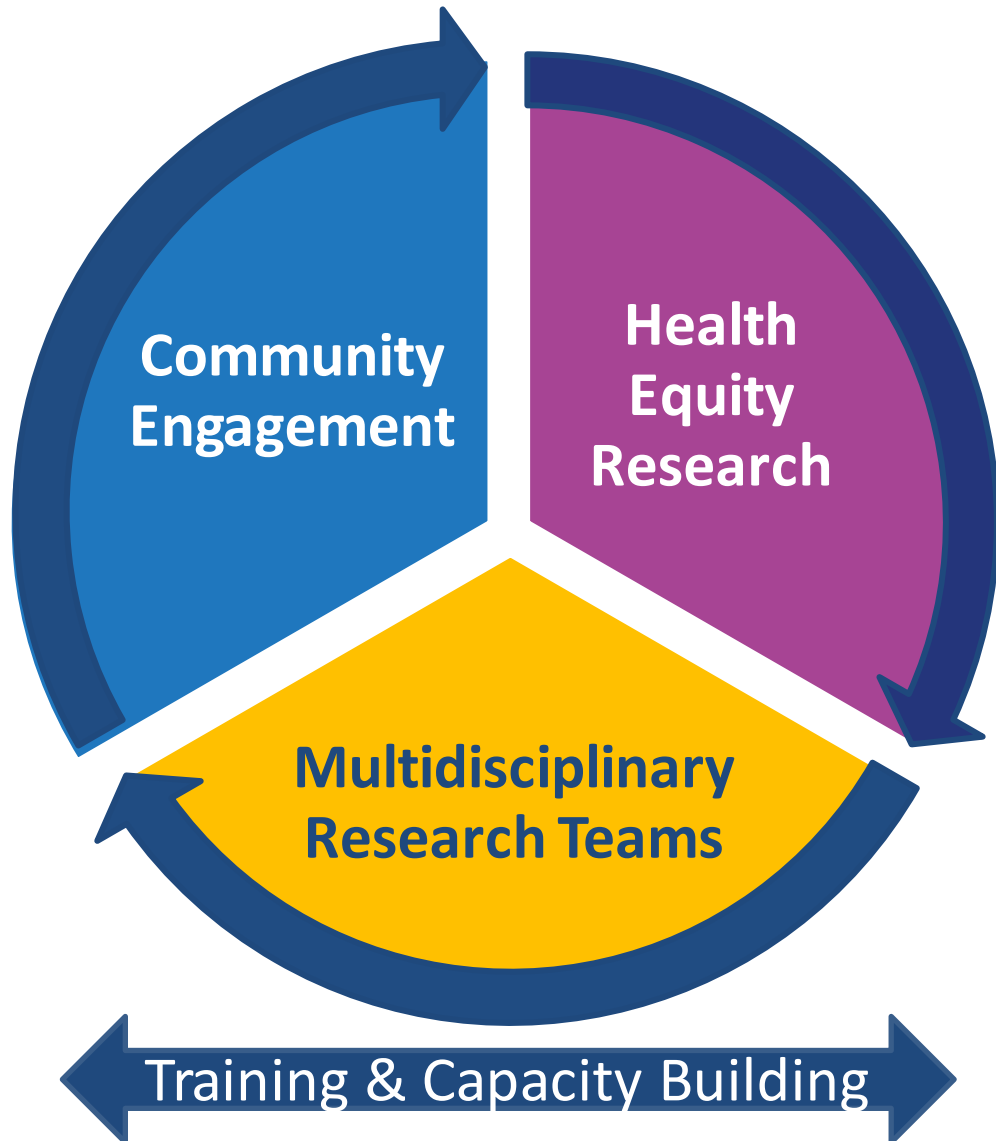 Community
Engagement
Health
Equity
Research
Multidisciplinary
Research Teams
Training & Capacity Building